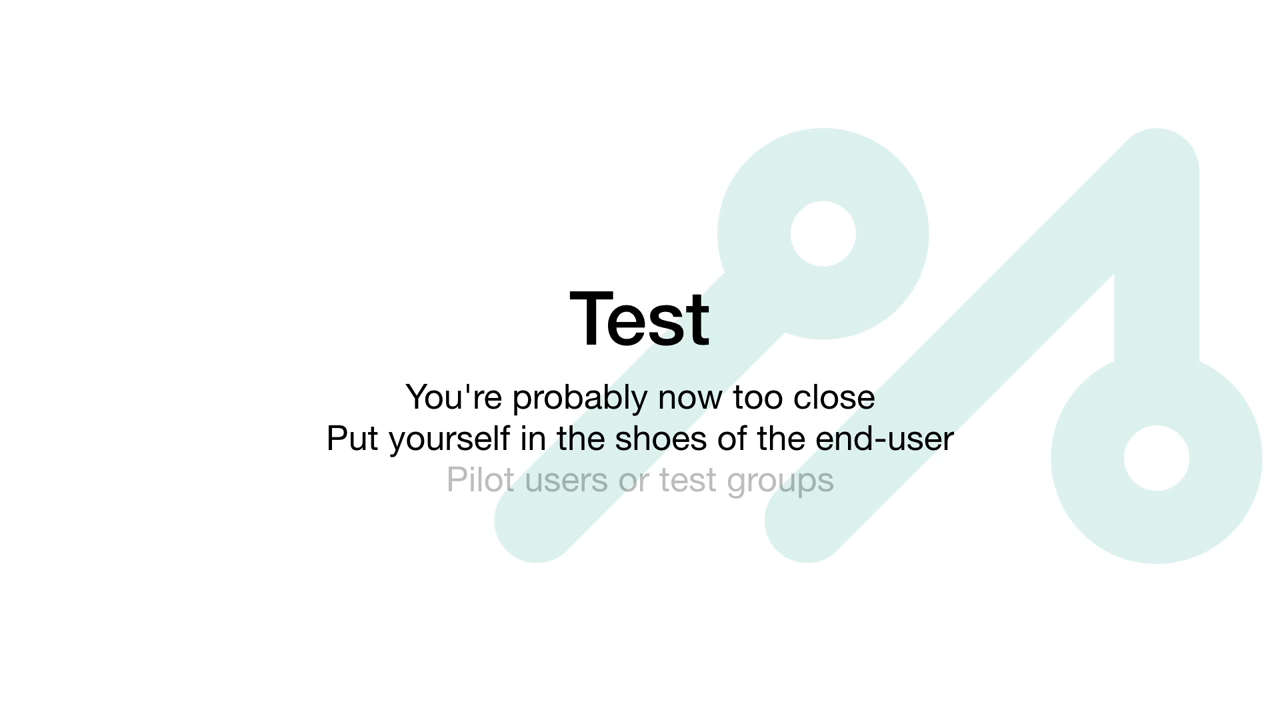 Test
You're probably now too close
Put yourself in the shoes of the end-user
Pilot users or test groups